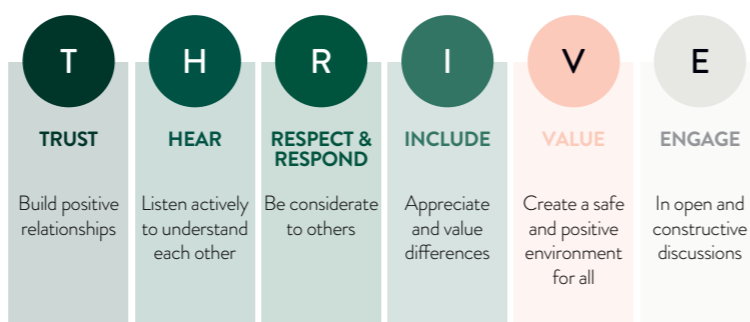 T
TRUST
Build positive
relationships
H
HEAR
Listen actively
to understand
each other
R
RESPECT &
RESPOND
Be considerate
to others
I
INCLUDE
Appreciate
and value
differences
V
VALUE
Create a safe
and positive
environment
for all
E
ENGAGE
In open and
constructive
discussions